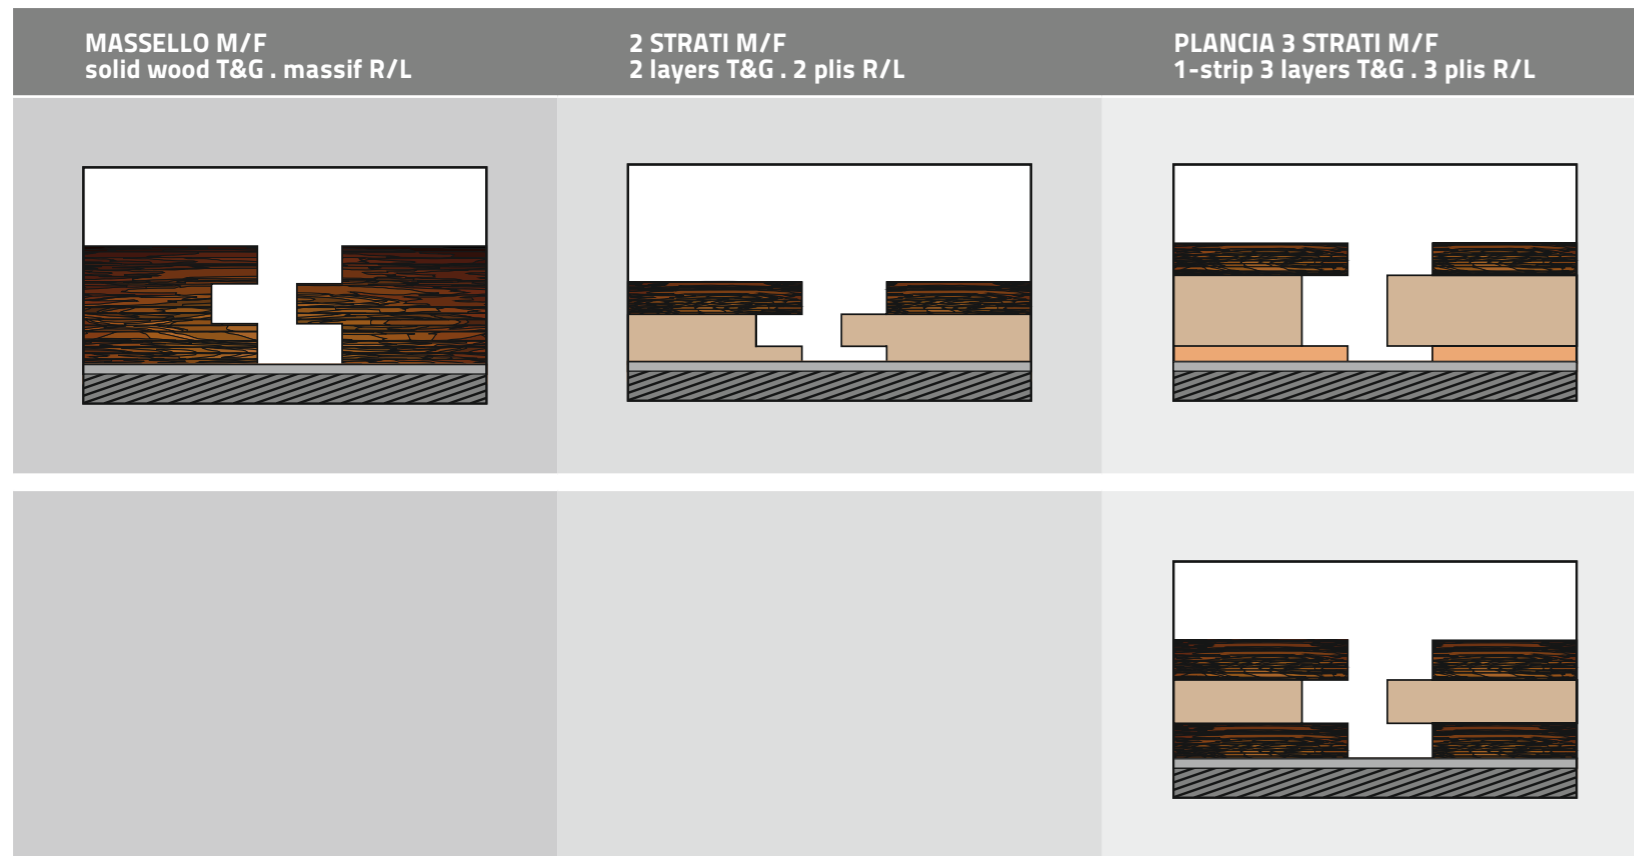 MASSELLO M/F
solid wood T&G . massif R/L
2 STRATI M/F
2 layers T&G . 2 plis R/L
PLANCIA 3 STRATI M/F
1-strip 3 layers T&G . 3 plis R/L